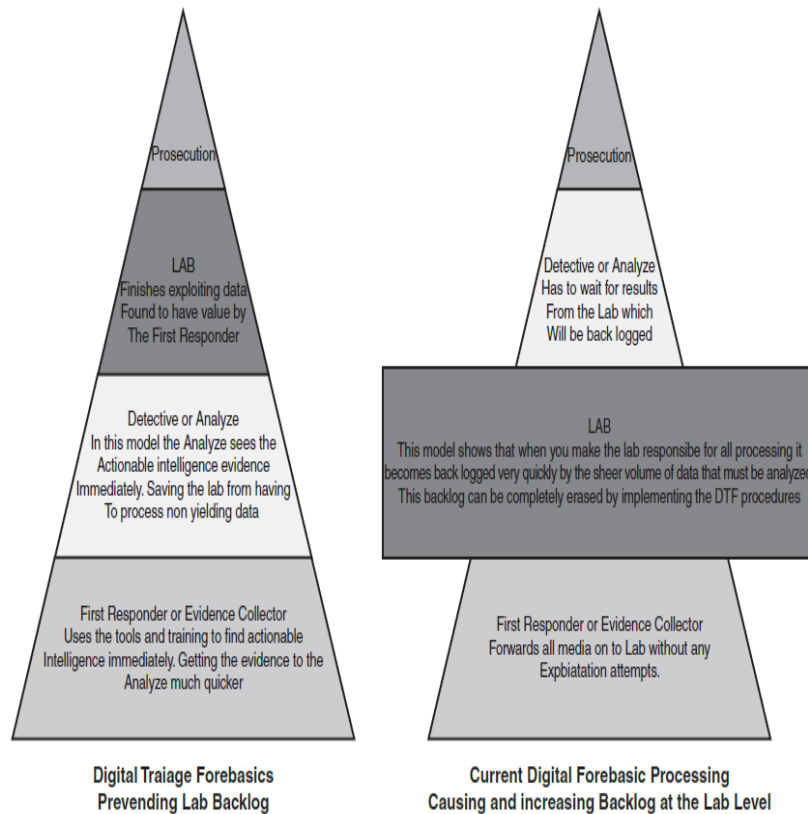 Prosecution
LAB
Finishes exploiting data
Found to have value by
The First Responder
Detective or Analyze
In this model the Analyze sees the
Actionable intelligence evidence
Immediately. Saving the lab from having
To process non yielding data
First Responder or Evidence Collector
Uses the tools and training to find actionable
Intelligence immediately. Getting the evidence to the
Analyze much quicker
Digital Traiage Forebasics
Prevending Lab Backlog
Prosecution
Detective or Analyze
Has to wait for results
From the Lab which
Will be back logged
LAB
This model shows that when you make the lab responsibe for all processing it
becomes back logged very quickly by the sheer volume of data that must be analyzed
This backlog can be completely erased by implementing the DTF procedures
First Responder or Evidence Collector
Forwards all media on to Lab without any
Expbiatation attempts.
Current Digital Forebasic Processing
Causing and increasing Backlog at the Lab Level